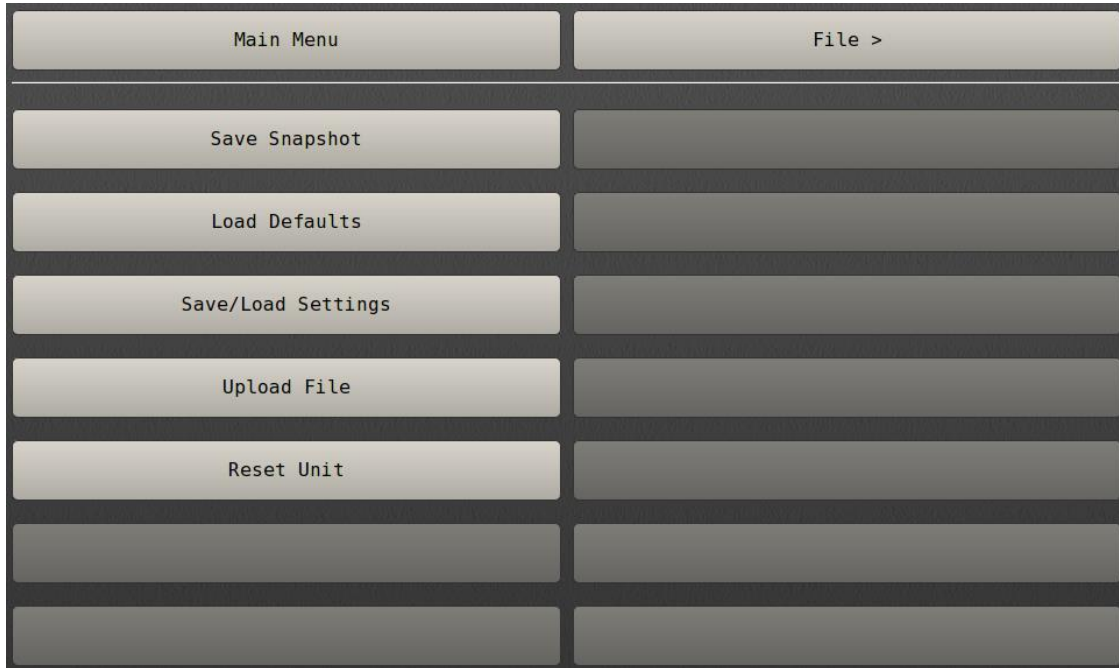 Main Menu
File >
Save Snapshot
Load Defaults
Save/Load Settings
Upload File
Reset Unit